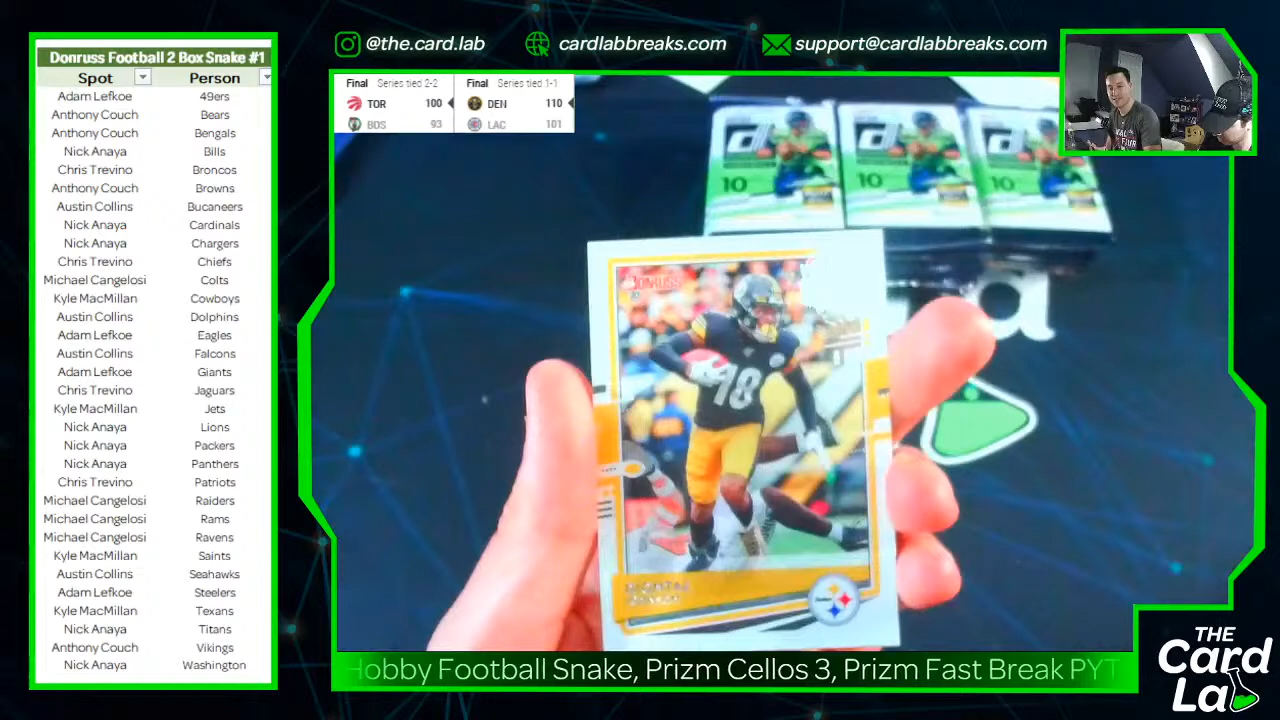 @the.card.lab
cardlabbreaks.com
support@cardlabbreaks.com
Donruss Football 2 Box Snake #1
Spot Person
Adam Lefkoe 49ers
Anthony Couch Bears
Anthony Couch Bengals
Nick Anaya Bills
Chris Trevino Broncos
Anthony Couch Browns
Austin Collins Bucaneers
Nick Anaya Cardinals
Nick Anaya Chargers
Chris Trevino Chiefs
Michael Cangelosi Colts
Kyle MacMillan Cowboys
Austin Collins Dolphins
Adam Lefkoe Eagles
Austin Collins Falcons
Adam Lefkoe Giants
Chris Trevino Jaguars
Kyle MacMillan Jets
Nick Anaya Lions
Nick Anaya Packers
Nick Anaya Panthers
Chris Trevino Patriots
Michael Cangelosi Raiders
Michael Cangelosi Rams
Michael Cangelosi Ravens
Kyle MacMillan Saints
Austin Collins Seahawks
Adam Lefkoe Steelers
Kyle MacMillan Texans
Nick Anaya Titans
Anthony Couch Vikings
Nick Anaya Washington
Final Series tied 2-2
TOR 100
BOS 93
Final Series tied 1-1
DEN 110
LAC 101
10
10
10
DONRUSS
98
Hobby Football Snake, Prizm Cellos 3, Prizm Fast Break PYT
THE
Card
Lab